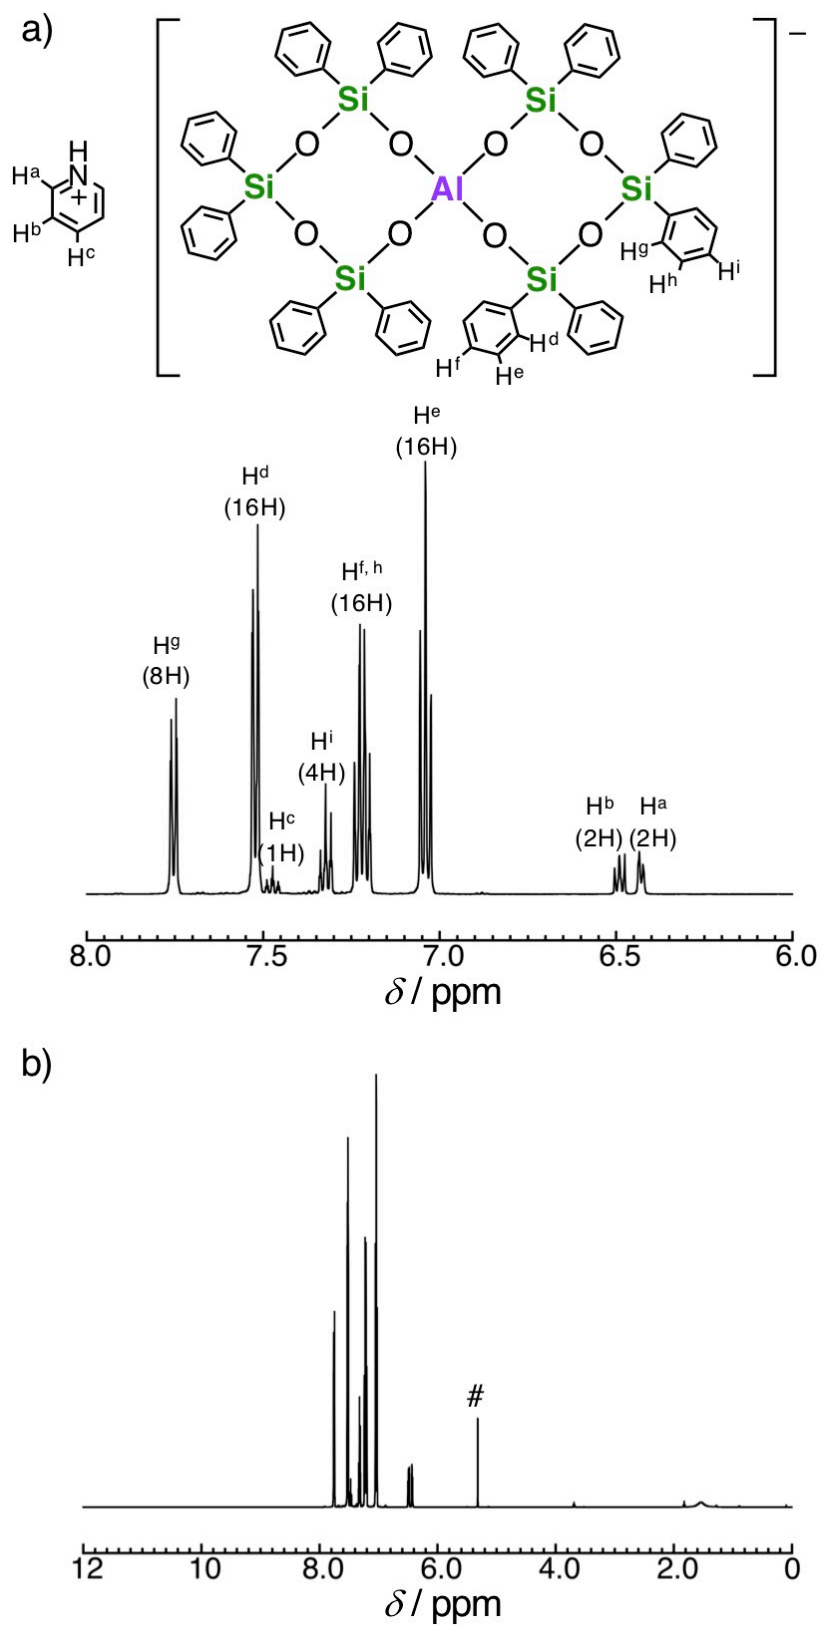 a)
–
Si Si
H O O O O
Hᵃ N Si Al Si
+
Hᵇ O O O O Hᵍ
Hᶜ Si Si Hⁱ
Hʰ
Hᵈ
Hᶠ Hᵉ
Hᵉ
(16H)
Hᵈ
(16H)
Hᶠ, ʰ
(16H)
Hᵍ
(8H)
Hⁱ
(4H)
Hᶜ
(1H)
Hᵇ Hᵃ
(2H) (2H)
8.0 7.5 7.0 6.5 6.0
δ / ppm
b)
#
12 10 8.0 6.0 4.0 2.0 0
δ / ppm